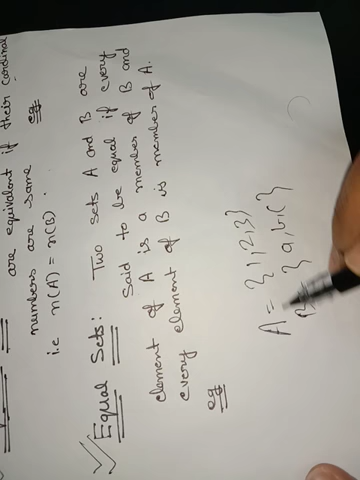 are equivalent if their cardinal
numbers are same eg
i.e n(A) = n(B) .
Equal Sets: Two sets A and B are
said to be equal if every
element of A is a member of B and
every element of B is member of A.
eg
A = {1,2,3}
B = {a,b,c}